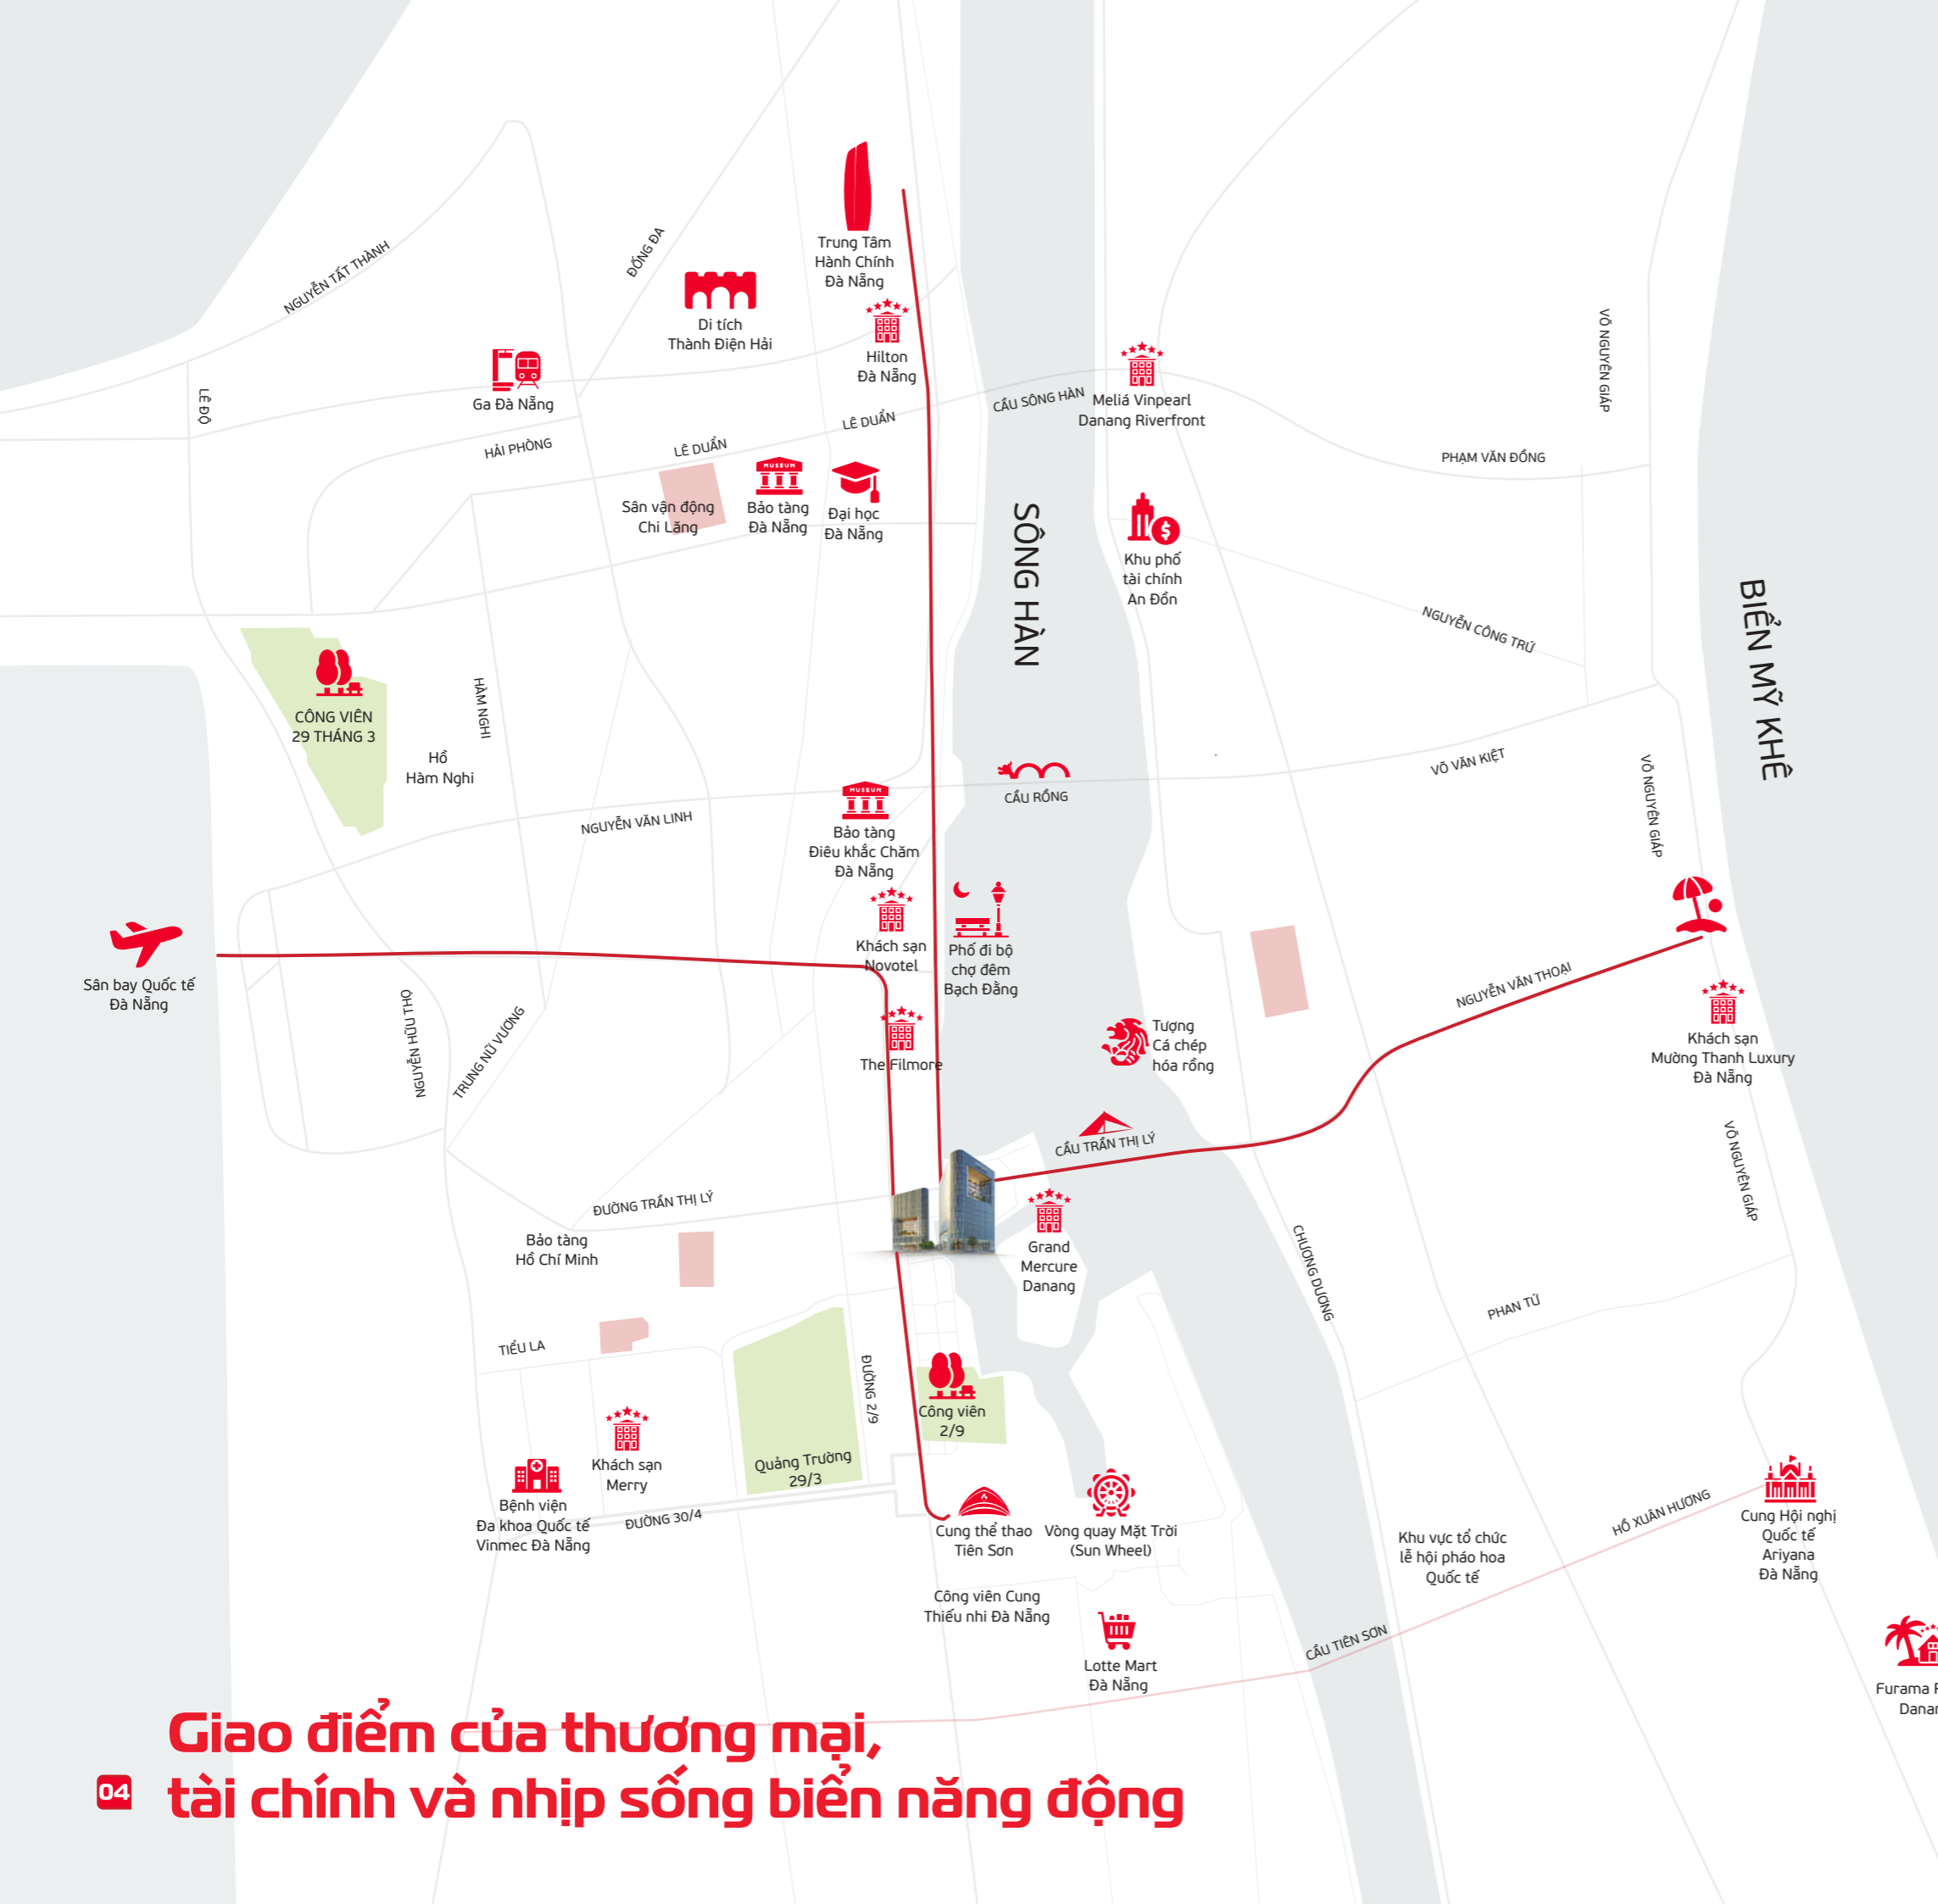 NGUYỄN TẤT THÀNH
ĐỐNG ĐA
Trung Tâm
Hành Chính
Đà Nẵng
Di tích
Thành Điện Hải
Hilton
Đà Nẵng
Ga Đà Nẵng
LÊ ĐỘ
HẢI PHÒNG
LÊ DUẨN
LÊ DUẨN
CẦU SÔNG HÀN
Meliá Vinpearl
Danang Riverfront
VÕ NGUYÊN GIÁP
PHẠM VĂN ĐỒNG
Sân vận động
Chi Lăng
MUSEUM
Bảo tàng
Đà Nẵng
Đại học
Đà Nẵng
SÔNG HÀN
$
Khu phố
tài chính
An Đồn
NGUYỄN CÔNG TRỨ
BIỂN MỸ KHÊ
CÔNG VIÊN
29 THÁNG 3
HÀM NGHI
Hồ
Hàm Nghi
NGUYỄN VĂN LINH
MUSEUM
Bảo tàng
Điêu khắc Chăm
Đà Nẵng
CẦU RỒNG
VÕ VĂN KIỆT
VÕ NGUYÊN GIÁP
Sân bay Quốc tế
Đà Nẵng
Khách sạn
Novotel
Phố đi bộ
chợ đêm
Bạch Đằng
NGUYỄN HỮU THỌ
TRƯNG NỮ VƯƠNG
The Filmore
Tượng
Cá chép
hóa rồng
NGUYỄN VĂN THOẠI
Khách sạn
Mường Thanh Luxury
Đà Nẵng
CẦU TRẦN THỊ LÝ
VÕ NGUYÊN GIÁP
ĐƯỜNG TRẦN THỊ LÝ
Bảo tàng
Hồ Chí Minh
Grand
Mercure
Danang
CHƯƠNG DƯƠNG
PHAN TỨ
TIỂU LA
ĐƯỜNG 2/9
Công viên
2/9
Khách sạn
Merry
Quảng Trường
29/3
Bệnh viện
Đa khoa Quốc tế
Vinmec Đà Nẵng
ĐƯỜNG 30/4
Cung thể thao
Tiên Sơn
Vòng quay Mặt Trời
(Sun Wheel)
Khu vực tổ chức
lễ hội pháo hoa
Quốc tế
HỒ XUÂN HƯƠNG
Cung Hội nghị
Quốc tế
Ariyana
Đà Nẵng
Công viên Cung
Thiếu nhi Đà Nẵng
Lotte Mart
Đà Nẵng
CẦU TIÊN SƠN
Furama
Giao điểm của thương mại,
04
tài chính và nhịp sống biển năng động